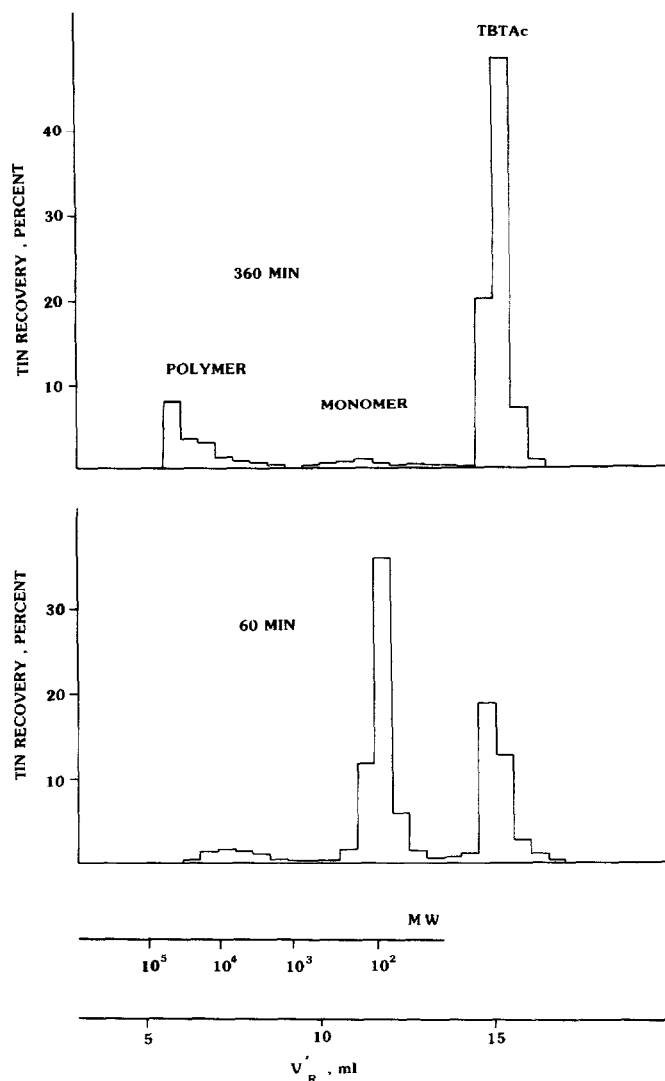 TBTAc
TIN RECOVERY , PERCENT
40
30
20
10
360 MIN
POLYMER
MONOMER
TIN RECOVERY, PERCENT
30
20
10
60 MIN
MW
10⁵ 10⁴ 10³ 10²
5 10 15
V'R , ml